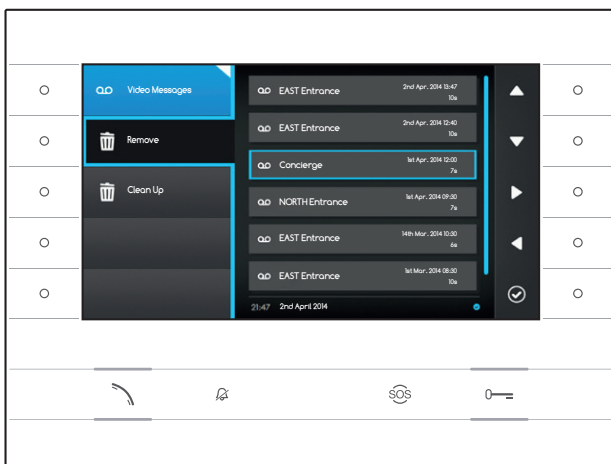 Video Messages
Remove
Clean Up
EAST Entrance 2nd Apr. 2014 13:47
10s
EAST Entrance 2nd Apr. 2014 12:40
10s
Concierge 1st Apr. 2014 12:00
7s
NORTH Entrance 1st Apr. 2014 09:30
7s
EAST Entrance 14th Mar. 2014 10:30
6s
EAST Entrance 1st Mar. 2014 08:30
10s
21:47 2nd April 2014
SOS